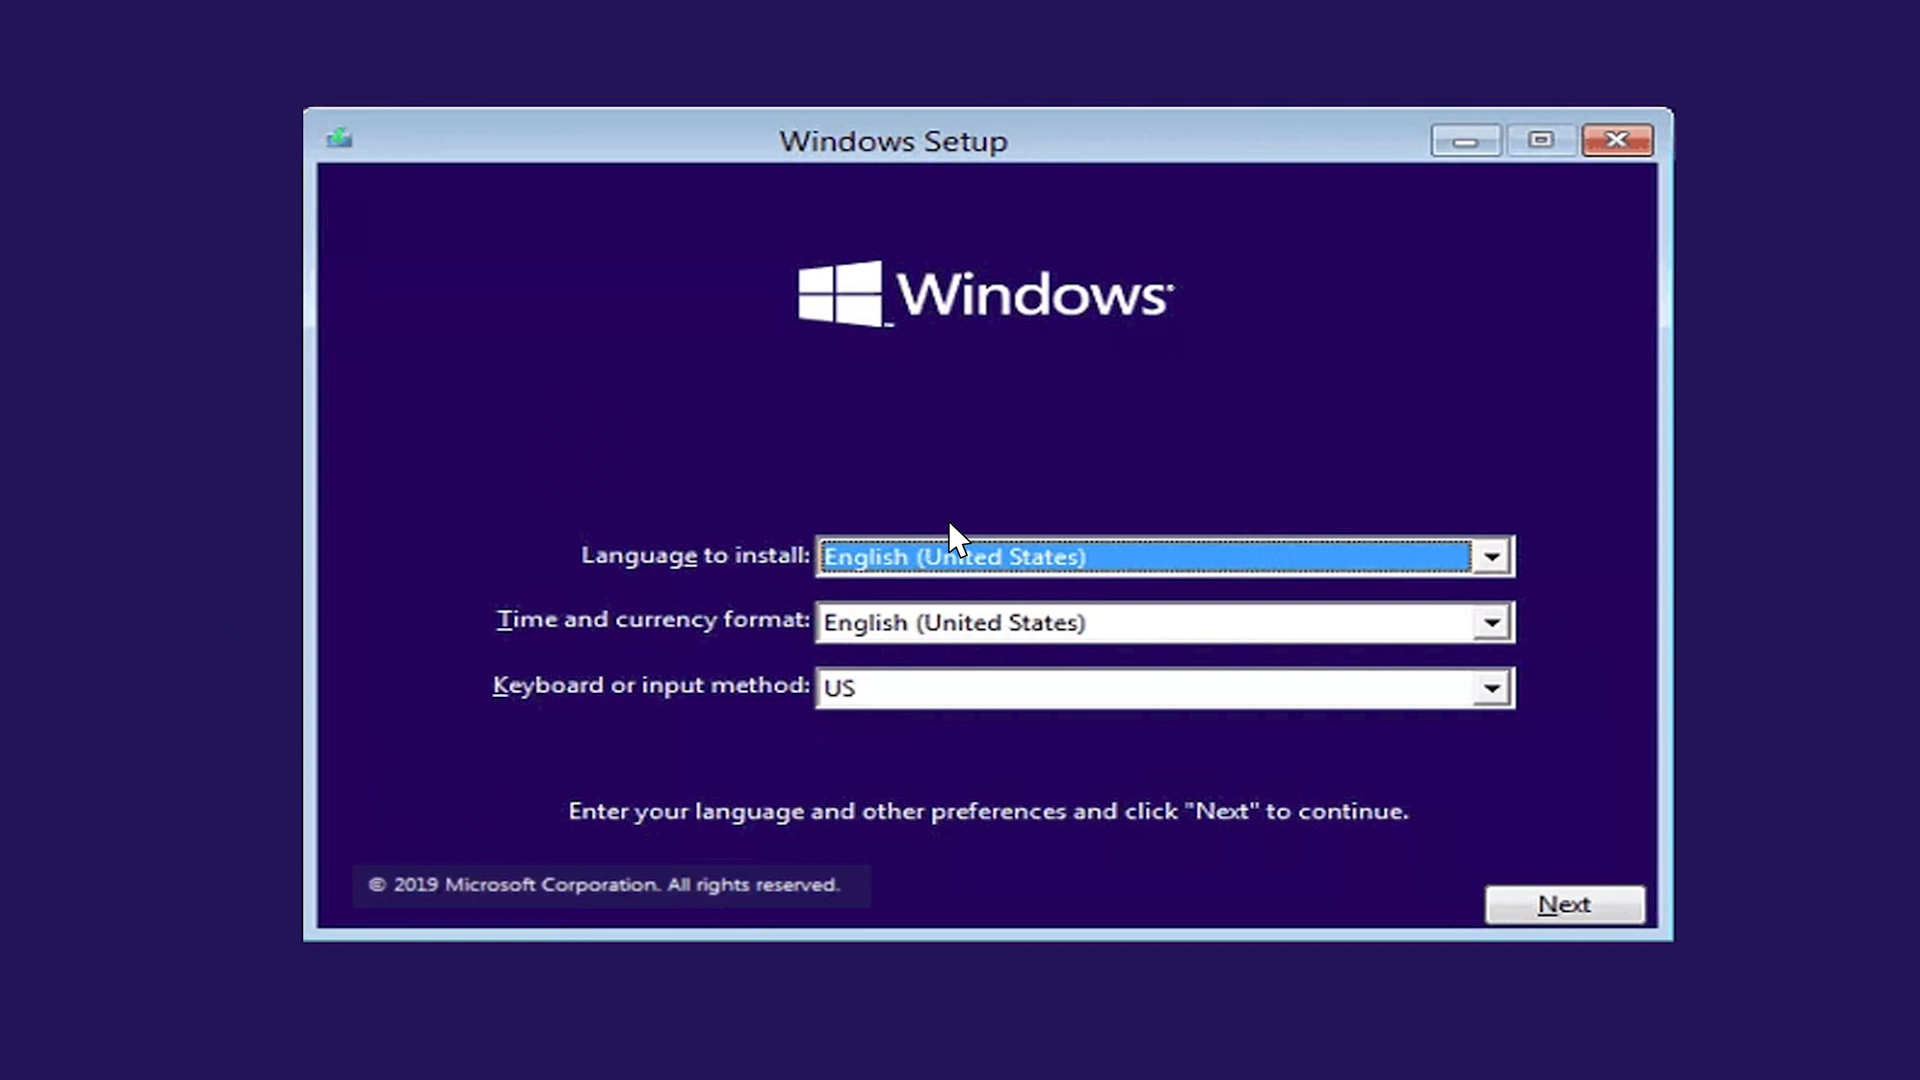 Windows Setup
Windows
Language to install: English (United States)
Time and currency format: English (United States)
Keyboard or input method: US
Enter your language and other preferences and click "Next" to continue.
© 2019 Microsoft Corporation. All rights reserved.
Next